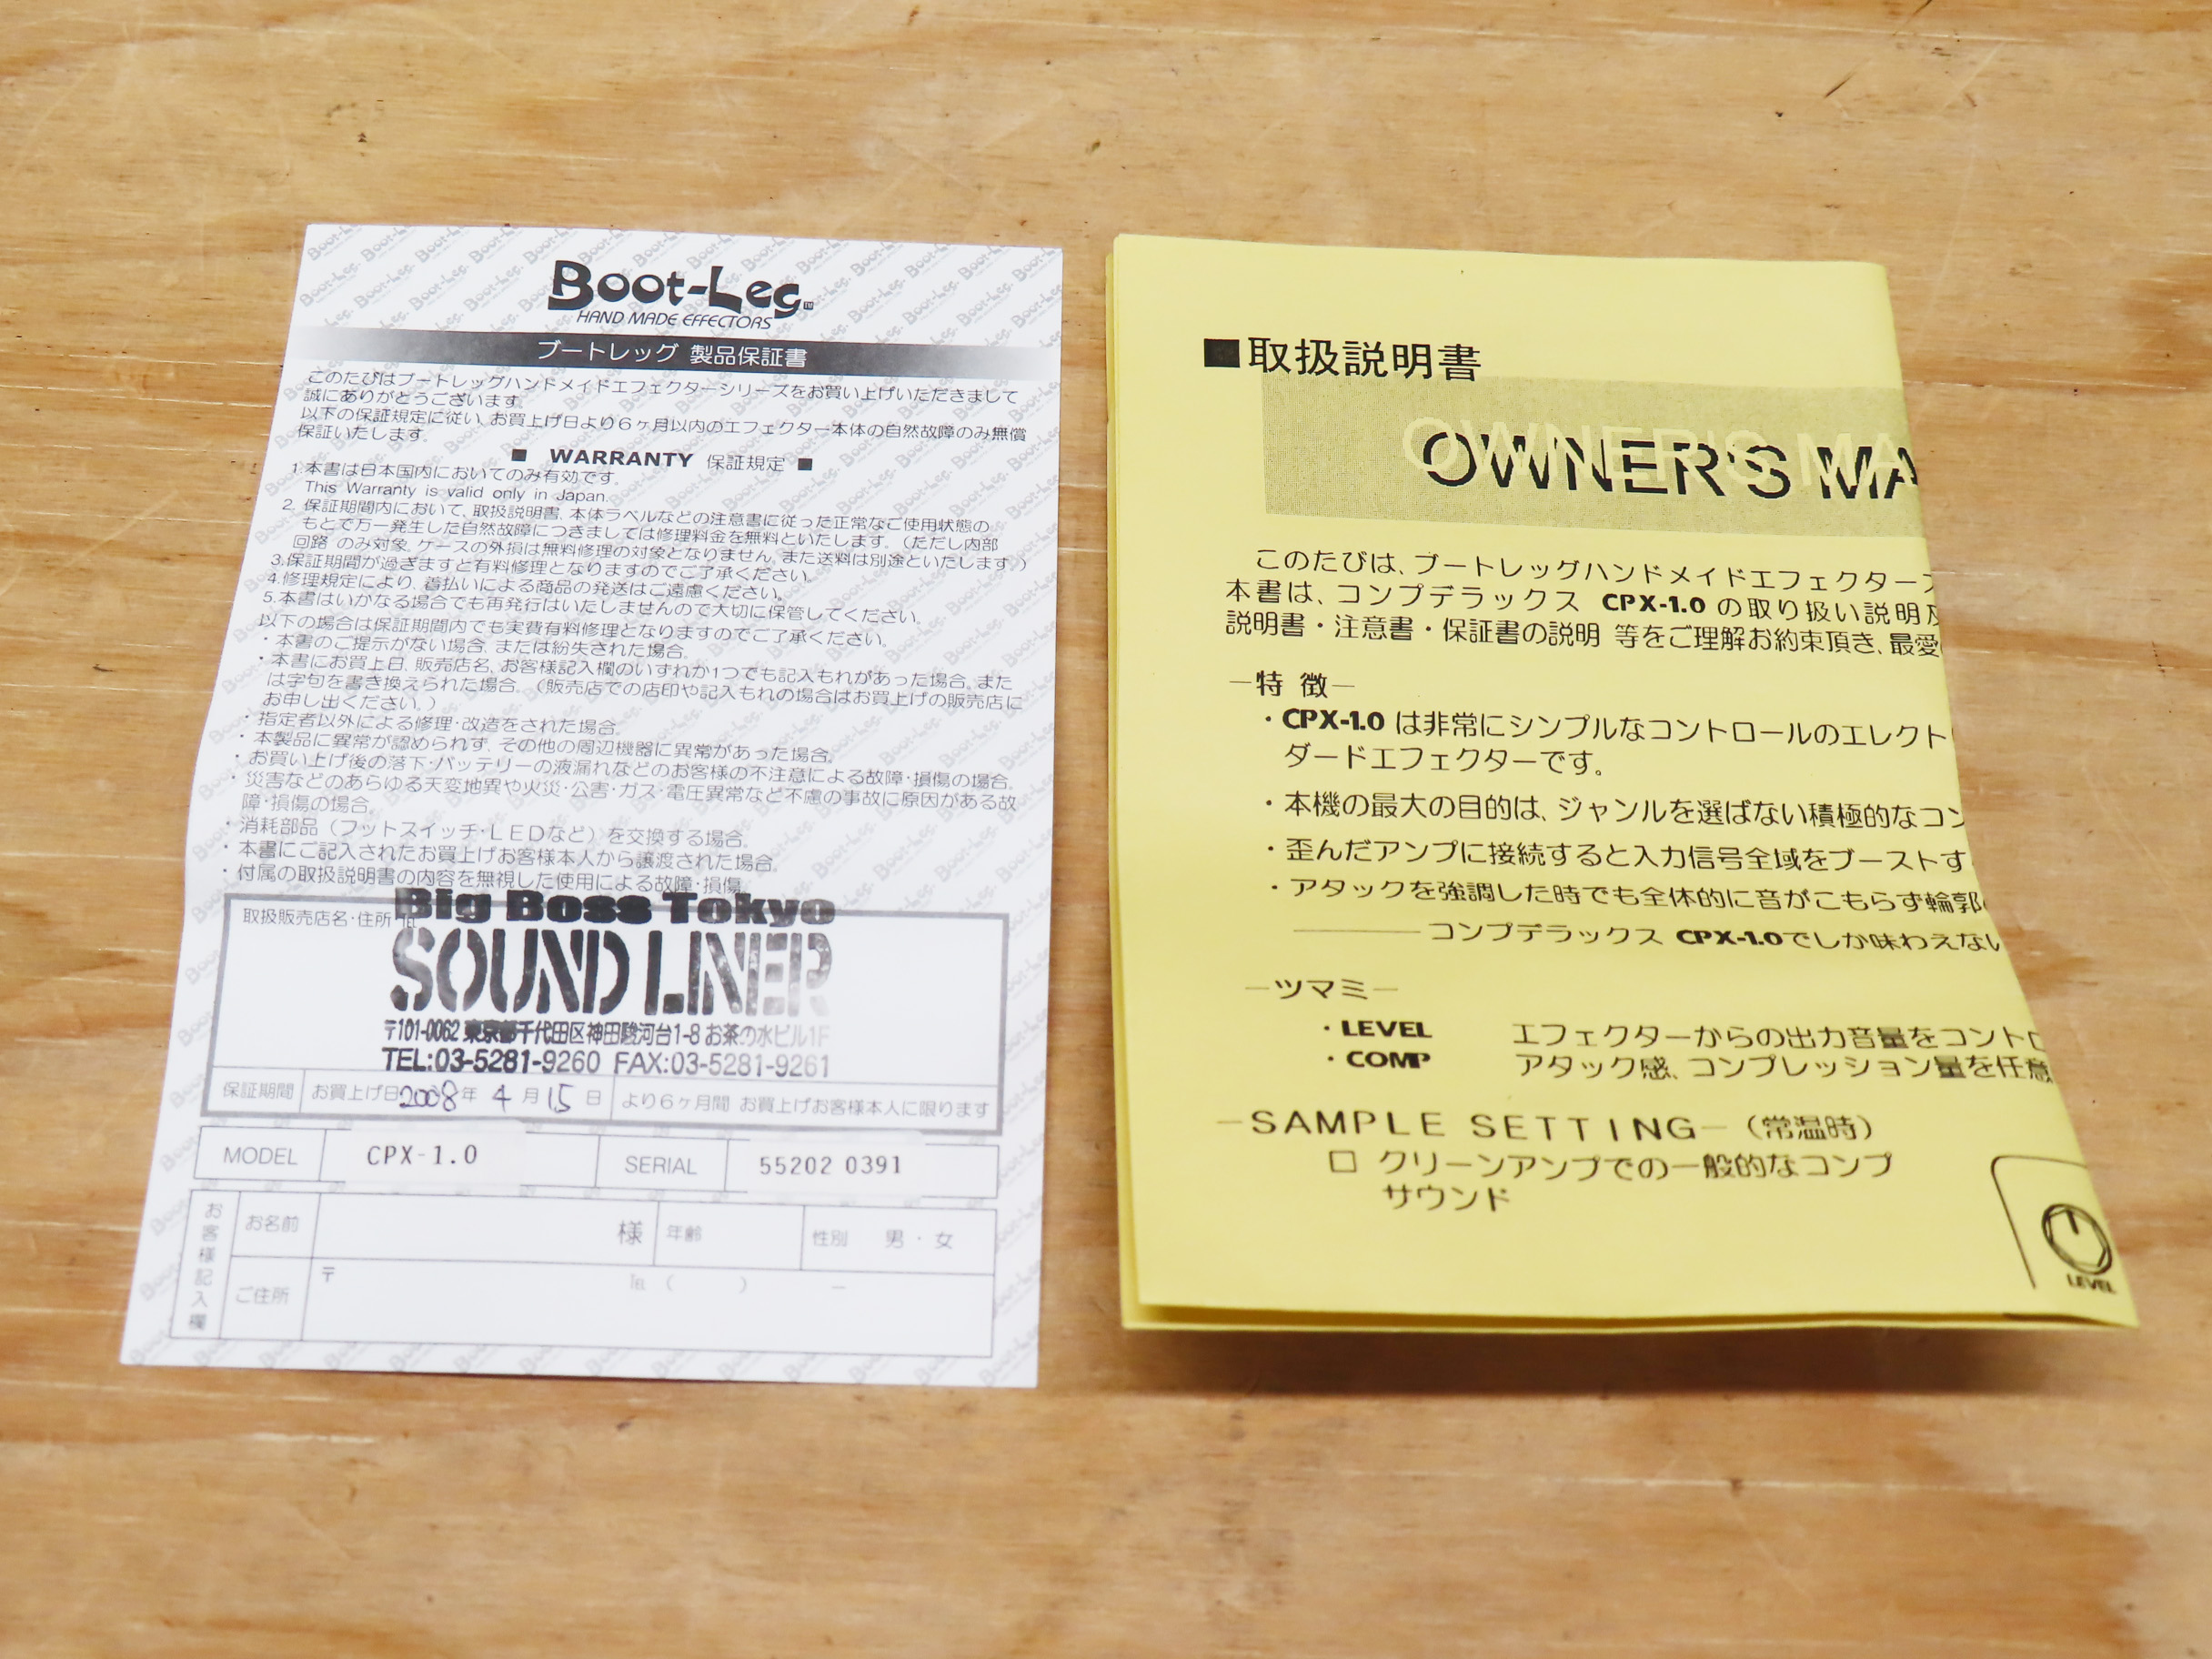 Boot-Leg™
HAND MADE EFFECTORS
ブートレッグ 製品保証書
このたびはブートレッグハンドメイドエフェクターシリーズをお買い上げいただきまして
誠にありがとうございます。
以下の保証規定に従い、お買上げ日より6ヶ月以内のエフェクター本体の自然故障のみ無償
保証いたします。
■ WARRANTY 保証規定 ■
1.本書は日本国内においてのみ有効です。
This Warranty is valid only in Japan.
2. 保証期間内において、取扱説明書、本体ラベルなどの注意書に従った正常なご使用状態の
もとで万一発生した自然故障につきましては修理料金を無料といたします。(ただし内部
回路 のみ対象、ケースの外損は無料修理の対象となりません。また送料は別途といたします。)
3.保証期間が過ぎますと有料修理となりますのでご了承ください。
4.修理規定により、着払いによる商品の発送はご遠慮ください。
5.本書はいかなる場合でも再発行はいたしませんので大切に保管してください。
以下の場合は保証期間内でも実費有料修理となりますのでご了承ください。
・本書のご提示がない場合、または紛失された場合。
・本書にお買上日、販売店名、お客様記入欄のいずれか1つでも記入もれがあった場合、また
は字句を書き換えられた場合。(販売店での店印や記入もれの場合はお買上げの販売店に
お申し出ください。)
・指定者以外による修理・改造をされた場合。
・本製品に異常が認められず、その他の周辺機器に異常があった場合。
・お買い上げ後の落下・バッテリーの液漏れなどのお客様の不注意による故障・損傷の場合。
・災害などのあらゆる天変地異や火災・公害・ガス・電圧異常など不慮の事故に原因がある故
障・損傷の場合。
・消耗部品(フットスイッチ・LEDなど)を交換する場合。
・本書にご記入されたお買上げお客様本人から譲渡された場合。
・付属の取扱説明書の内容を無視した使用による故障・損傷。
取扱販売店名・住所・℡
Big Boss Tokyo
SOUND LINER
〒101-0062 東京都千代田区神田駿河台1-8 お茶の水ビル1F
TEL:03-5281-9260 FAX:03-5281-9261
保証期間 お買上げ日 2008年 4月 15日 より6ヶ月間 お買上げお客様本人に限ります
MODEL CPX-1.0 SERIAL 55202 0391
お客様記入欄
お名前 様 年齢 性別 男・女
ご住所 〒 ℡ ( ) ー
■取扱説明書
OWNER'S MA
このたびは、ブートレッグハンドメイドエフェクター
本書は、コンプデラックス CPX-1.0 の取り扱い説明
説明書・注意書・保証書の説明 等をご理解お約束頂き、最愛
―特 徴―
・CPX-1.0 は非常にシンプルなコントロールのエレクト
ダードエフェクターです。
・本機の最大の目的は、ジャンルを選ばない積極的なコン
・歪んだアンプに接続すると入力信号全域をブーストす
・アタックを強調した時でも全体的に音がこもらず輪郭
――――コンプデラックス CPX-1.0でしか味わえない
―ツマミ―
・LEVEL エフェクターからの出力音量をコント
・COMP アタック感、コンプレッション量を任意
―SAMPLE SETTING―(常温時)
□ クリーンアンプでの一般的なコンプ
サウンド
LEVEL